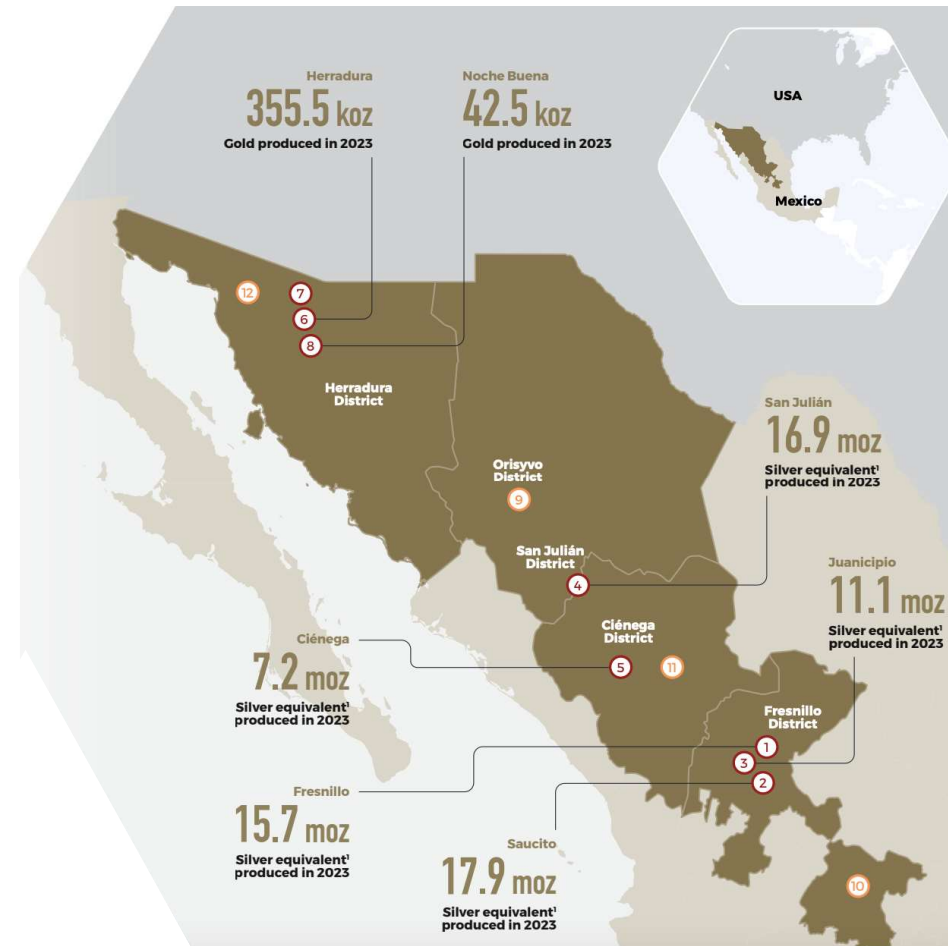 Herradura
355.5 koz
Gold produced in 2023
Noche Buena
42.5 koz
Gold produced in 2023
USA
Mexico
12
7
6
8
Herradura
District
San Julián
16.9 moz
Silver equivalent¹
produced in 2023
Orisyvo
District
9
San Julián
District
4
Juanicipio
11.1 moz
Silver equivalent¹
produced in 2023
Ciénega
7.2 moz
Silver equivalent¹
produced in 2023
Ciénega
District
5
11
Fresnillo
District
1
3
2
Fresnillo
15.7 moz
Silver equivalent¹
produced in 2023
Saucito
17.9 moz
Silver equivalent¹
produced in 2023
10